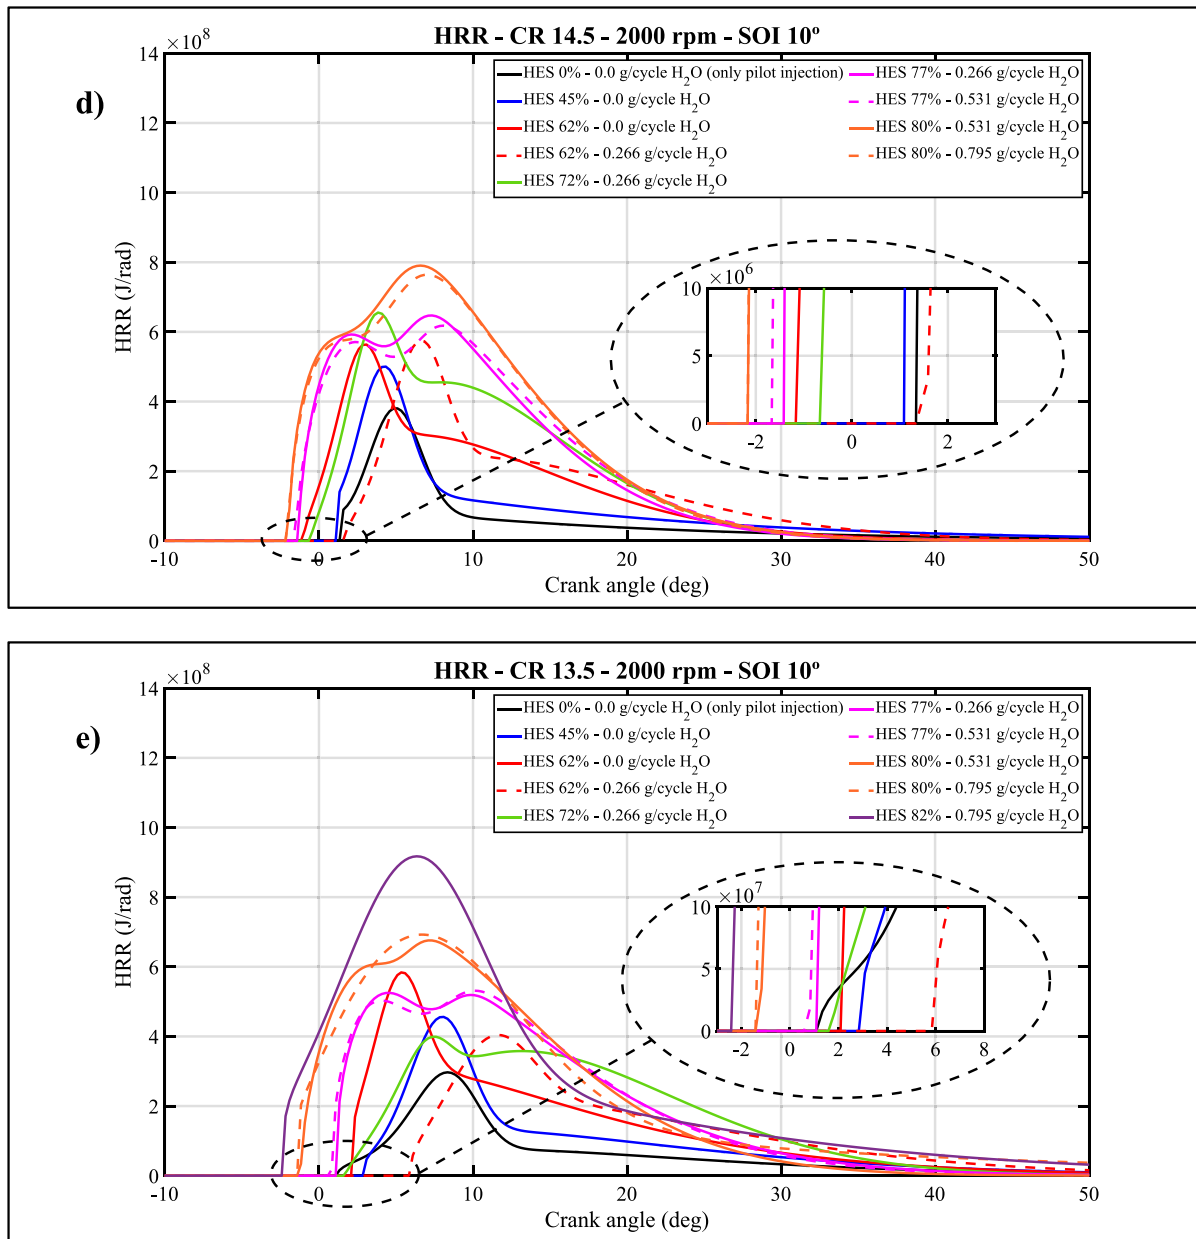 HRR - CR 14.5 - 2000 rpm - SOI 10º
×10⁸
d)
HES 0% - 0.0 g/cycle H₂O (only pilot injection)
HES 45% - 0.0 g/cycle H₂O
HES 62% - 0.0 g/cycle H₂O
HES 62% - 0.266 g/cycle H₂O
HES 72% - 0.266 g/cycle H₂O
HES 77% - 0.266 g/cycle H₂O
HES 77% - 0.531 g/cycle H₂O
HES 80% - 0.531 g/cycle H₂O
HES 80% - 0.795 g/cycle H₂O
14
12
10
8
6
4
2
0
HRR (J/rad)
×10⁶
10
5
0
-2 0 2
-10 0 10 20 30 40 50
Crank angle (deg)
HRR - CR 13.5 - 2000 rpm - SOI 10º
×10⁸
e)
HES 0% - 0.0 g/cycle H₂O (only pilot injection)
HES 45% - 0.0 g/cycle H₂O
HES 62% - 0.0 g/cycle H₂O
HES 62% - 0.266 g/cycle H₂O
HES 72% - 0.266 g/cycle H₂O
HES 77% - 0.266 g/cycle H₂O
HES 77% - 0.531 g/cycle H₂O
HES 80% - 0.531 g/cycle H₂O
HES 80% - 0.795 g/cycle H₂O
HES 82% - 0.795 g/cycle H₂O
14
12
10
8
6
4
2
0
HRR (J/rad)
×10⁷
10
5
0
-2 0 2 4 6 8
-10 0 10 20 30 40 50
Crank angle (deg)